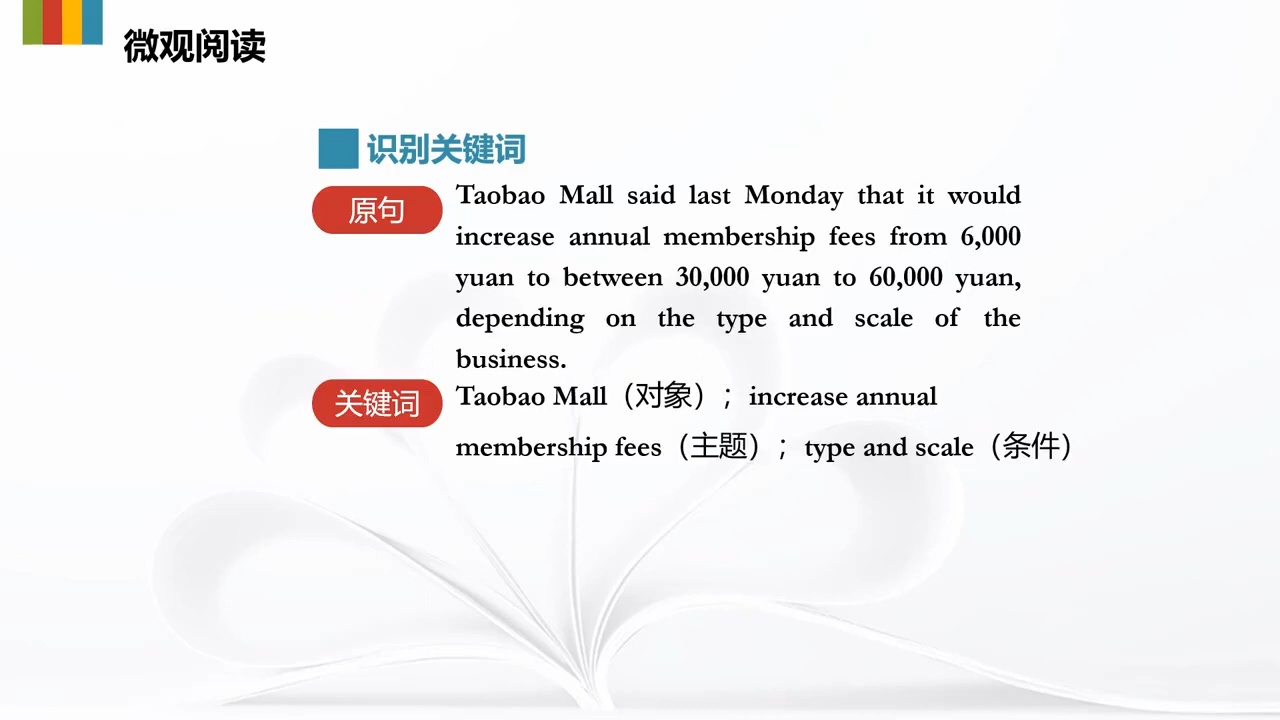 微观阅读
识别关键词
原句
Taobao Mall said last Monday that it would
increase annual membership fees from 6,000
yuan to between 30,000 yuan to 60,000 yuan,
depending on the type and scale of the
business.
关键词
Taobao Mall（对象）；increase annual
membership fees（主题）；type and scale（条件）